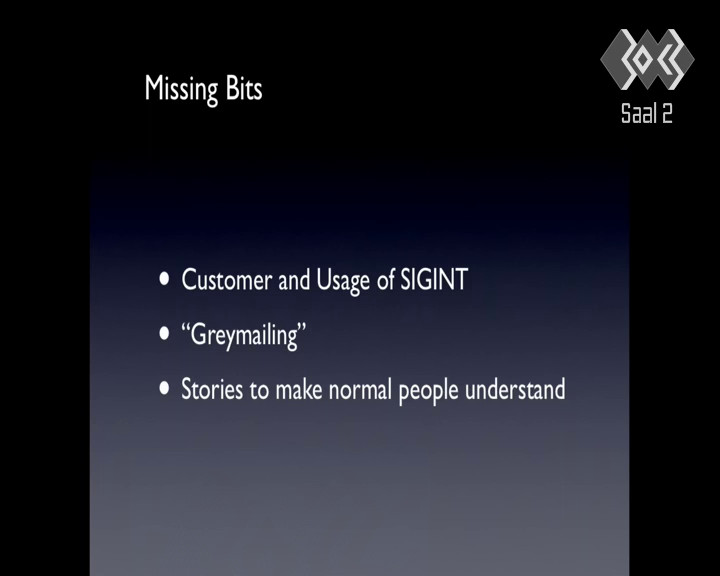 Missing Bits
Saal 2
• Customer and Usage of SIGINT
• “Greymailing”
• Stories to make normal people understand